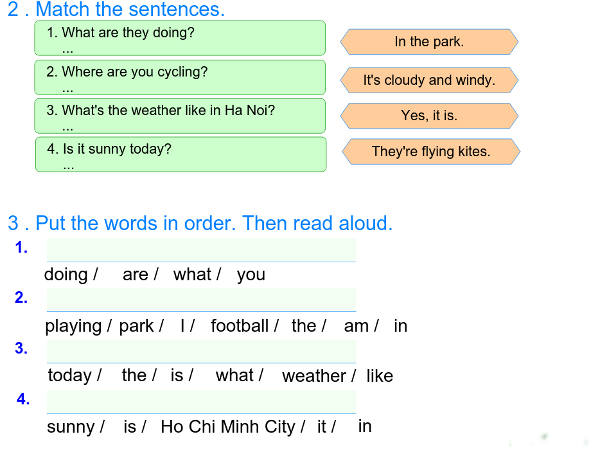 2 . Match the sentences.
1. What are they doing?
...
In the park.
2. Where are you cycling?
...
It's cloudy and windy.
3. What's the weather like in Ha Noi?
...
Yes, it is.
4. Is it sunny today?
...
They're flying kites.
3 . Put the words in order. Then read aloud.
1.
doing / are / what / you
2.
playing / park / I / football / the / am / in
3.
today / the / is / what / weather / like
4.
sunny / is / Ho Chi Minh City / it / in